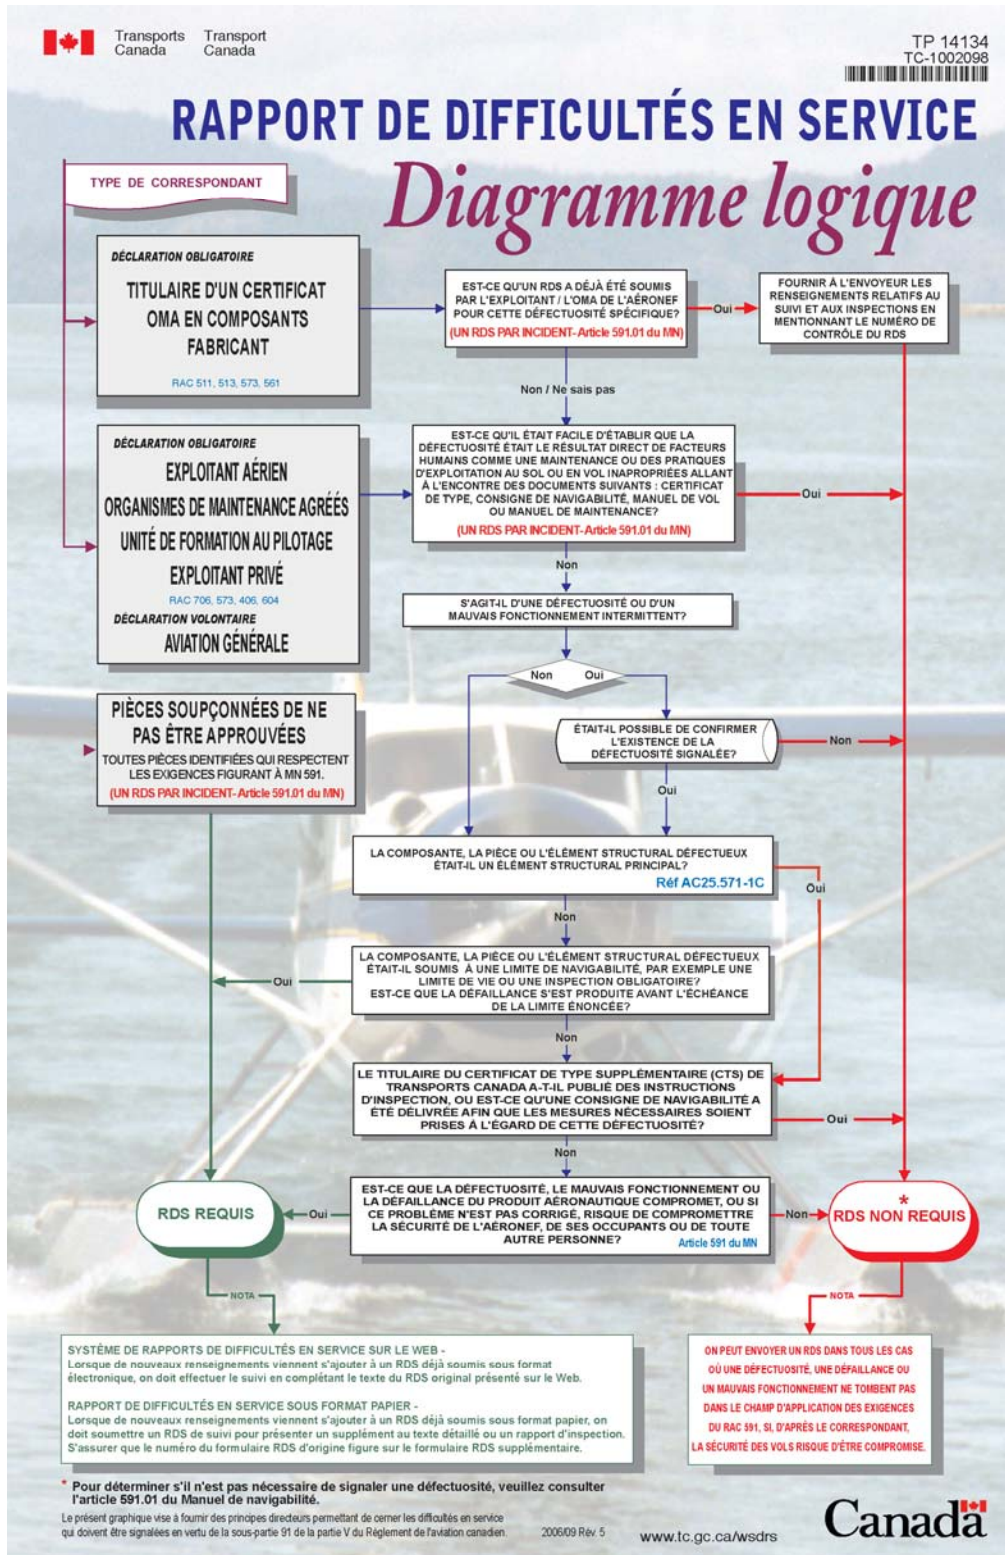 Transports Transport
Canada Canada
TP 14134
TC-1002098
RAPPORT DE DIFFICULTÉS EN SERVICE
Diagramme logique
TYPE DE CORRESPONDANT
DÉCLARATION OBLIGATOIRE
TITULAIRE D'UN CERTIFICAT
OMA EN COMPOSANTS
FABRICANT
RAC 511, 513, 573, 561
EST-CE QU'UN RDS A DÉJÀ ÉTÉ SOUMIS
PAR L'EXPLOITANT / L'OMA DE L'AÉRONEF
POUR CETTE DÉFECTUOSITÉ SPÉCIFIQUE?
(UN RDS PAR INCIDENT- Article 591.01 du MN)
Oui
FOURNIR À L'ENVOYEUR LES
RENSEIGNEMENTS RELATIFS AU
SUIVI ET AUX INSPECTIONS EN
MENTIONNANT LE NUMÉRO DE
CONTRÔLE DU RDS
Non / Ne sais pas
DÉCLARATION OBLIGATOIRE
EXPLOITANT AÉRIEN
ORGANISMES DE MAINTENANCE AGRÉÉS
UNITÉ DE FORMATION AU PILOTAGE
EXPLOITANT PRIVÉ
RAC 706, 573, 406, 604
DÉCLARATION VOLONTAIRE
AVIATION GÉNÉRALE
EST-CE QU'IL ÉTAIT FACILE D'ÉTABLIR QUE LA
DÉFECTUOSITÉ ÉTAIT LE RÉSULTAT DIRECT DE FACTEURS
HUMAINS COMME UNE MAINTENANCE OU DES PRATIQUES
D'EXPLOITATION AU SOL OU EN VOL INAPROPRIÉES ALLANT
À L'ENCONTRE DES DOCUMENTS SUIVANTS : CERTIFICAT
DE TYPE, CONSIGNE DE NAVIGABILITÉ, MANUEL DE VOL
OU MANUEL DE MAINTENANCE?
(UN RDS PAR INCIDENT- Article 591.01 du MN)
Oui
Non
S'AGIT-IL D'UNE DÉFECTUOSITÉ OU D'UN
MAUVAIS FONCTIONNEMENT INTERMITTENT?
Non Oui
PIÈCES SOUPÇONNÉES DE NE
PAS ÊTRE APPROUVÉES
TOUTES PIÈCES IDENTIFIÉES QUI RESPECTENT
LES EXIGENCES FIGURANT À MN 591.
(UN RDS PAR INCIDENT- Article 591.01 du MN)
ÉTAIT-IL POSSIBLE DE CONFIRMER
L'EXISTENCE DE LA
DÉFECTUOSITÉ SIGNALÉE?
Non
Oui
LA COMPOSANTE, LA PIÈCE OU L'ÉLÉMENT STRUCTURAL DÉFECTUEUX
ÉTAIT-IL UN ÉLÉMENT STRUCTURAL PRINCIPAL?
Réf AC25.571-1C
Oui
Non
LA COMPOSANTE, LA PIÈCE OU L'ÉLÉMENT STRUCTURAL DÉFECTUEUX
ÉTAIT-IL SOUMIS À UNE LIMITE DE NAVIGABILITÉ, PAR EXEMPLE UNE
LIMITE DE VIE OU UNE INSPECTION OBLIGATOIRE?
EST-CE QUE LA DÉFAILLANCE S'EST PRODUITE AVANT L'ÉCHÉANCE
DE LA LIMITE ÉNONCÉE?
Oui
Non
LE TITULAIRE DU CERTIFICAT DE TYPE SUPPLÉMENTAIRE (CTS) DE
TRANSPORTS CANADA A-T-IL PUBLIÉ DES INSTRUCTIONS
D'INSPECTION, OU EST-CE QU'UNE CONSIGNE DE NAVIGABILITÉ A
ÉTÉ DÉLIVRÉE AFIN QUE LES MESURES NÉCESSAIRES SOIENT
PRISES À L'ÉGARD DE CETTE DÉFECTUOSITÉ?
Oui
Non
RDS REQUIS
Oui
EST-CE QUE LA DÉFECTUOSITÉ, LE MAUVAIS FONCTIONNEMENT OU
LA DÉFAILLANCE DU PRODUIT AÉRONAUTIQUE COMPROMET, OU SI
CE PROBLÈME N'EST PAS CORRIGÉ, RISQUE DE COMPROMETTRE
LA SÉCURITÉ DE L'AÉRONEF, DE SES OCCUPANTS OU DE TOUTE
AUTRE PERSONNE?
Article 591 du MN
Non
*
RDS NON REQUIS
NOTA
NOTA
SYSTÈME DE RAPPORTS DE DIFFICULTÉS EN SERVICE SUR LE WEB -
Lorsque de nouveaux renseignements viennent s'ajouter à un RDS déjà soumis sous format
électronique, on doit effectuer le suivi en complétant le texte du RDS original présenté sur le Web.
RAPPORT DE DIFFICULTÉS EN SERVICE SOUS FORMAT PAPIER -
Lorsque de nouveaux renseignements viennent s'ajouter à un RDS déjà soumis sous format papier, on
doit soumettre un RDS de suivi pour présenter un supplément au texte détaillé ou un rapport d'inspection.
S'assurer que le numéro du formulaire RDS d'origine figure sur le formulaire RDS supplémentaire.
ON PEUT ENVOYER UN RDS DANS TOUS LES CAS
OÙ UNE DÉFECTUOSITÉ, UNE DÉFAILLANCE OU
UN MAUVAIS FONCTIONNEMENT NE TOMBENT PAS
DANS LE CHAMP D'APPLICATION DES EXIGENCES
DU RAC 591, SI, D'APRÈS LE CORRESPONDANT,
LA SÉCURITÉ DES VOLS RISQUE D'ÊTRE COMPROMISE.
* Pour déterminer s'il n'est pas nécessaire de signaler une défectuosité, veuillez consulter
l'article 591.01 du Manuel de navigabilité.
Le présent graphique vise à fournir des principes directeurs permettant de cerner les difficultés en service
qui doivent être signalées en vertu de la sous-partie 91 de la partie V du Règlement de l'aviation canadien.
2006/09 Rév. 5
www.tc.gc.ca/wsdrs
Canada